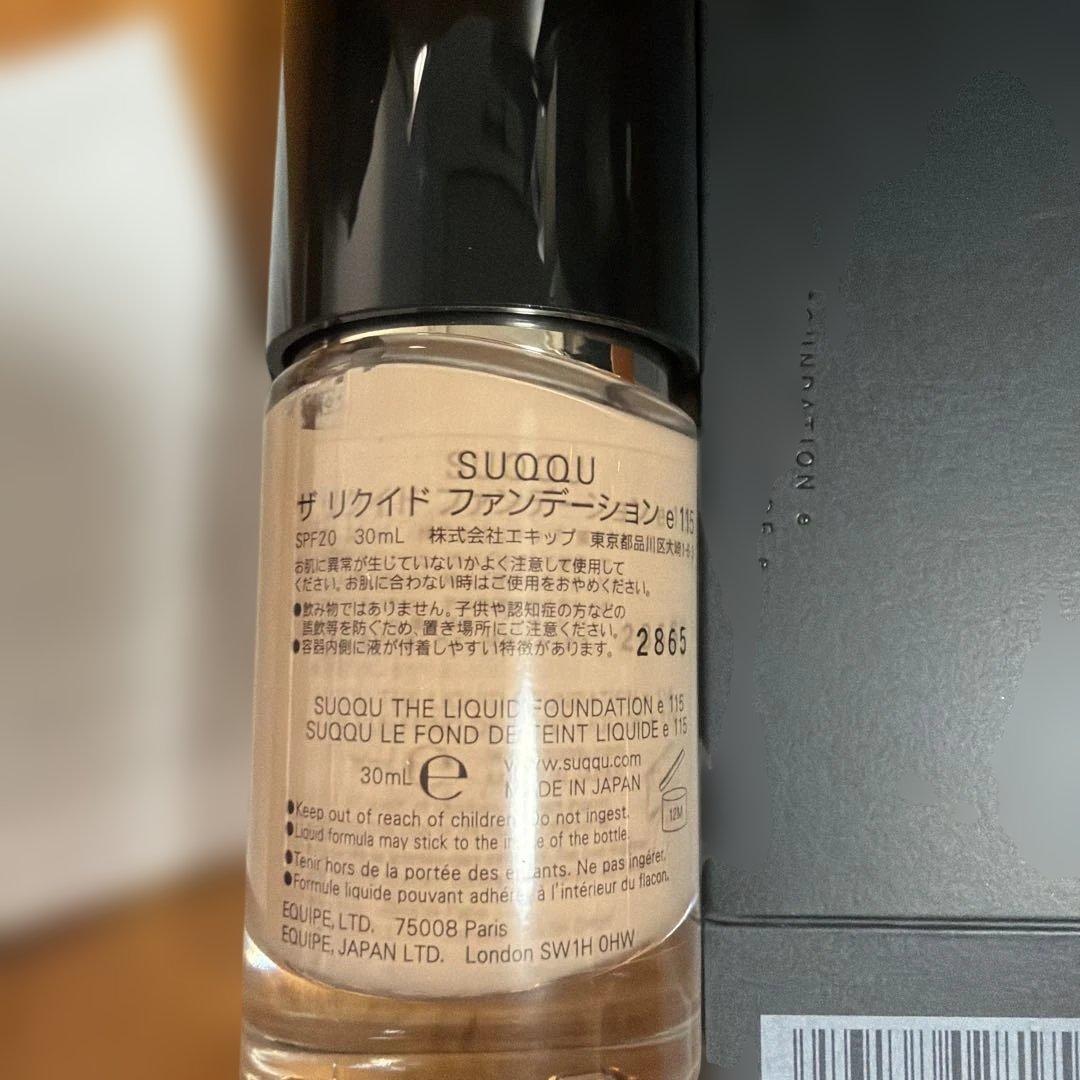 SUQQU
ザ リクイド ファンデーション e 115
SPF20 30mL 株式会社エキップ 東京都品川区大崎
お肌に異常が生じていないかよく注意して使用して
ください。お肌に合わない時はご使用をおやめください。
●飲み物ではありません。子供や認知症の方などの
誤飲等を防ぐため、置き場所にご注意ください。
●容器内側に液が付着しやすい特徴があります。
2865
SUQQU THE LIQUID FOUNDATION e 115
SUQQU LE FOND DE TEINT LIQUIDE e 115
30mL e
www.suqqu.com
MADE IN JAPAN
12M
●Keep out of reach of children. Do not ingest.
●Liquid formula may stick to the inside of the bottle.
●Tenir hors de la portée des enfants. Ne pas ingérer.
●Formule liquide pouvant adhérer à l'intérieur du flacon.
EQUIPE, LTD. 75008 Paris
EQUIPE, JAPAN LTD. London SW1H 0HW
FOUNDATION e